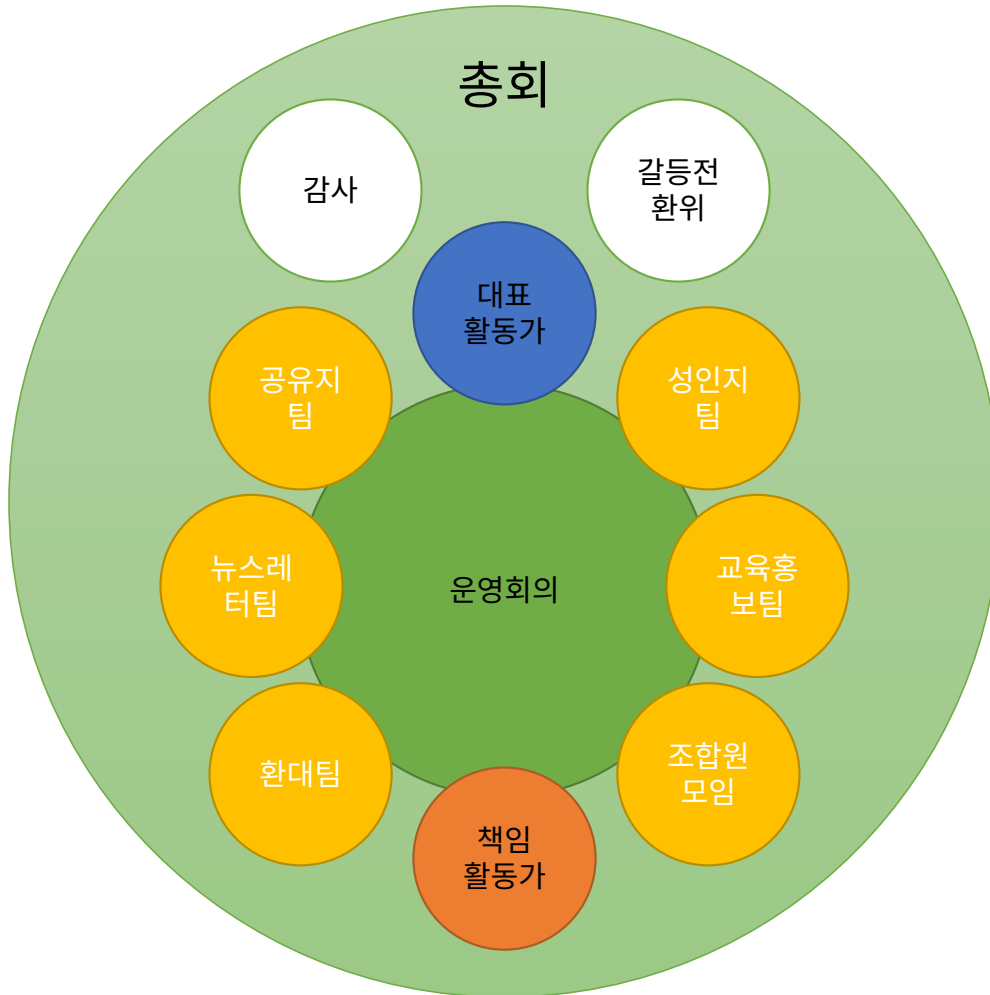 총회
감사
갈등전
환위
대표
활동가
공유지
팀
성인지
팀
뉴스레
터팀
운영회의
교육홍
보팀
환대팀
조합원
모임
책임
활동가